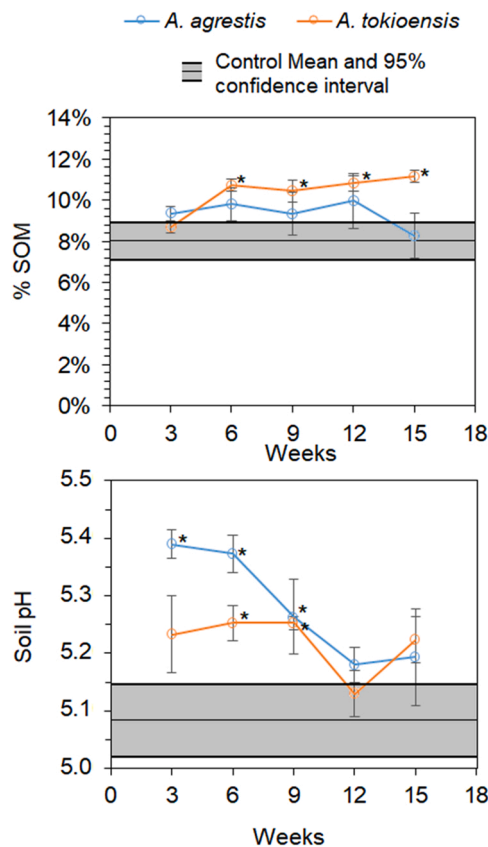 A. agrestis A. tokioensis
Control Mean and 95%
confidence interval
14%
12%
10%
8%
6%
4%
2%
0%
% SOM
* * * *
0 3 6 9 12 15 18
Weeks
5.5
5.4
5.3
5.2
5.1
5.0
Soil pH
* * * * *
0 3 6 9 12 15 18
Weeks